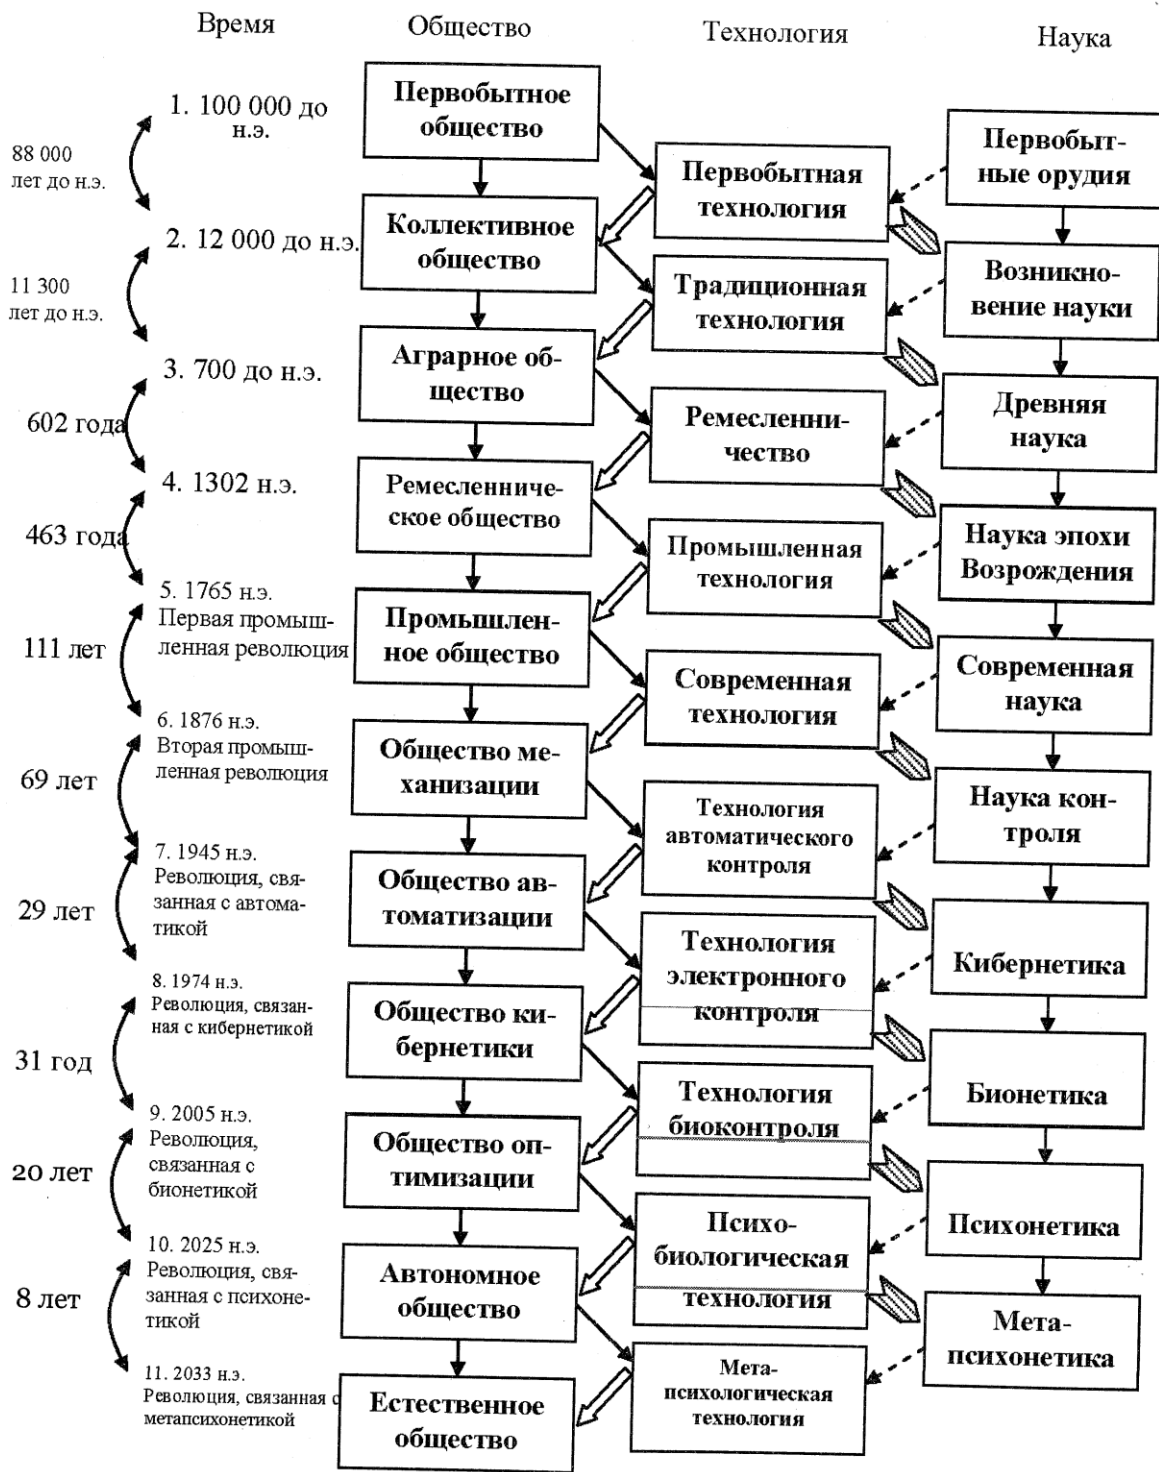 Время
Общество
Технология
Наука
1. 100 000 до
н.э.
88 000
лет до н.э.
2. 12 000 до н.э.
11 300
лет до н.э.
3. 700 до н.э.
602 года
4. 1302 н.э.
463 года
5. 1765 н.э.
Первая промыш-
ленная революция
111 лет
6. 1876 н.э.
Вторая промыш-
ленная революция
69 лет
7. 1945 н.э.
Революция, свя-
занная с автома-
тикой
29 лет
8. 1974 н.э.
Революция, связан-
ная с кибернетикой
31 год
9. 2005 н.э.
Революция,
связанная с
бионетикой
20 лет
10. 2025 н.э.
Революция, свя-
занная с психоне-
тикой
8 лет
11. 2033 н.э.
Революция, связанная с
метапсихонетикой
Первобытное
общество
Коллективное
общество
Аграрное об-
щество
Ремесленниче-
ское общество
Промышлен-
ное общество
Общество ме-
ханизации
Общество ав-
томатизации
Общество ки-
бернетики
Общество оп-
тимизации
Автономное
общество
Естественное
общество
Первобытная
технология
Традиционная
технология
Ремесленни-
чество
Промышленная
технология
Современная
технология
Технология
автоматического
контроля
Технология
электронного
контроля
Технология
биоконтроля
Психо-
биологическая
технология
Мета-
психологическая
технология
Первобыт-
ные орудия
Возникно-
вение науки
Древняя
наука
Наука эпохи
Возрождения
Современная
наука
Наука кон-
троля
Кибернетика
Бионетика
Психонетика
Мета-
психонетика